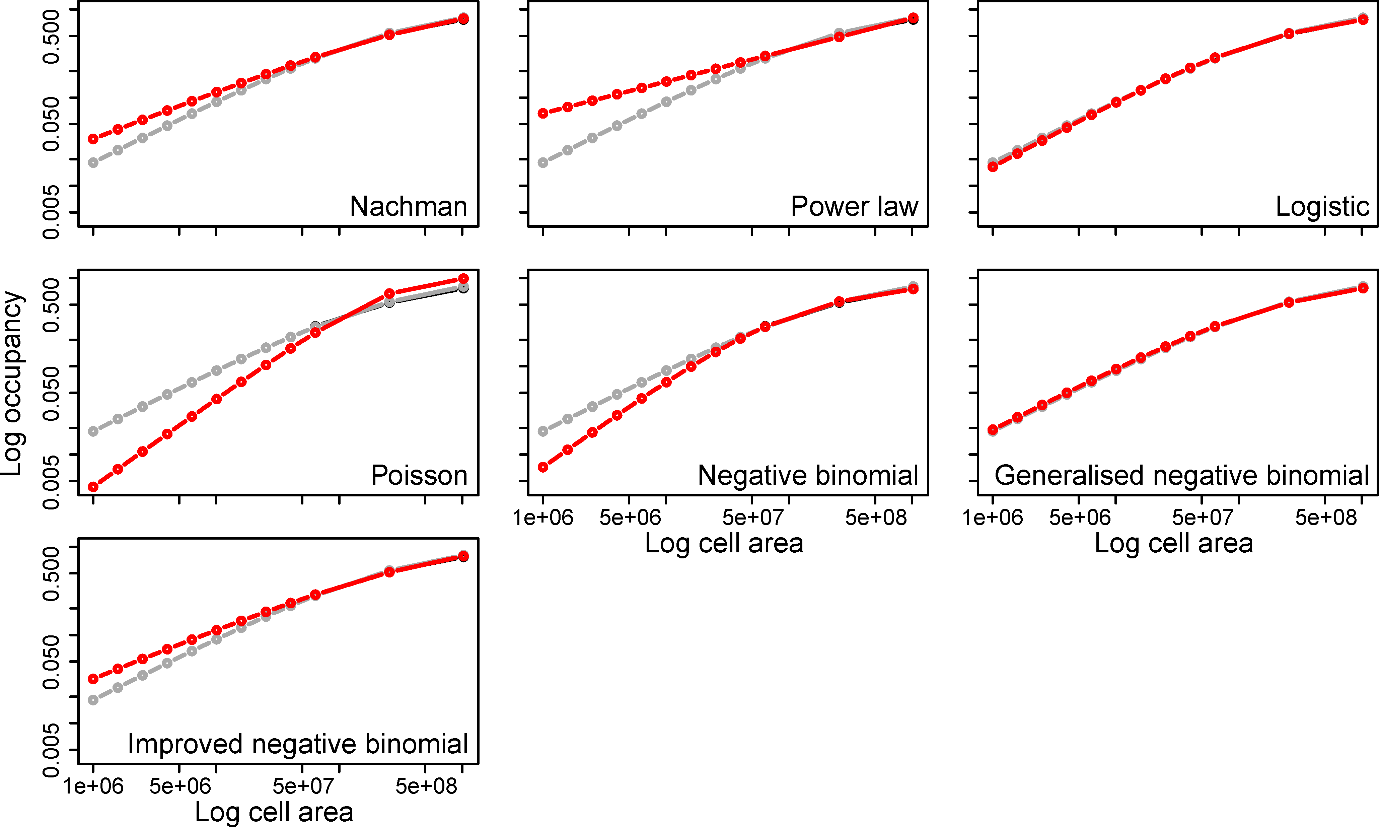 0.500
0.050
0.005
Nachman
Power law
Logistic
Log occupancy
0.500
0.050
0.005
Poisson
Negative binomial
Generalised negative binomial
1e+06 5e+06 5e+07 5e+08
Log cell area
1e+06 5e+06 5e+07 5e+08
Log cell area
0.500
0.050
0.005
Improved negative binomial
1e+06 5e+06 5e+07 5e+08
Log cell area